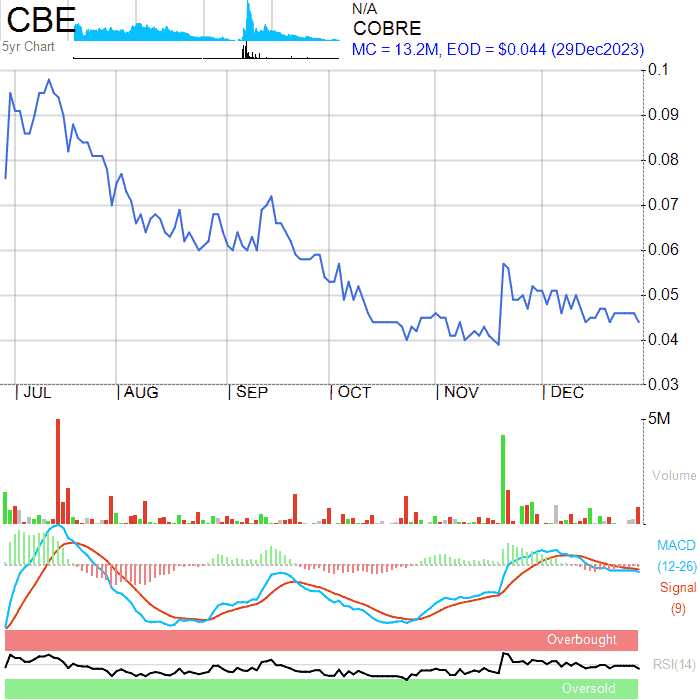 CBE
5yr Chart
N/A
COBRE
MC = 13.2M, EOD = $0.044 (29Dec2023)
0.1
0.09
0.08
0.07
0.06
0.05
0.04
0.03
JUL AUG SEP OCT NOV DEC
5M
Volume
MACD
(12-26)
Signal
(9)
Overbought
RSI(14)
Oversold